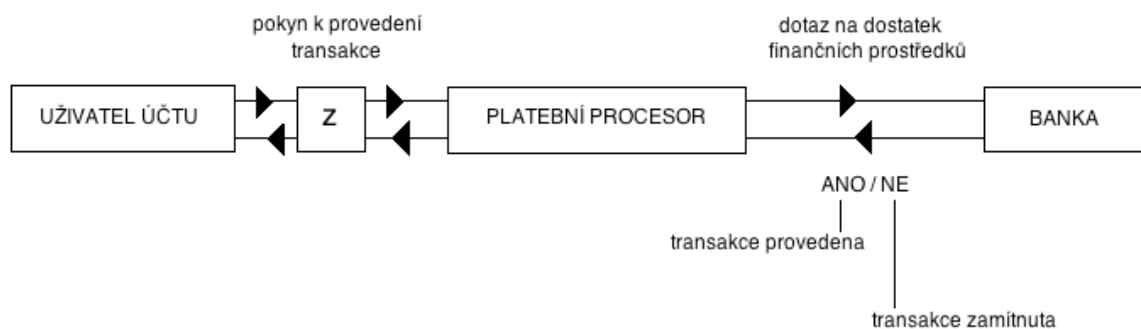 pokyn k provedení
transakce
dotaz na dostatek
finančních prostředků
UŽIVATEL ÚČTU
Z
PLATEBNÍ PROCESOR
BANKA
ANO / NE
transakce provedena
transakce zamítnuta